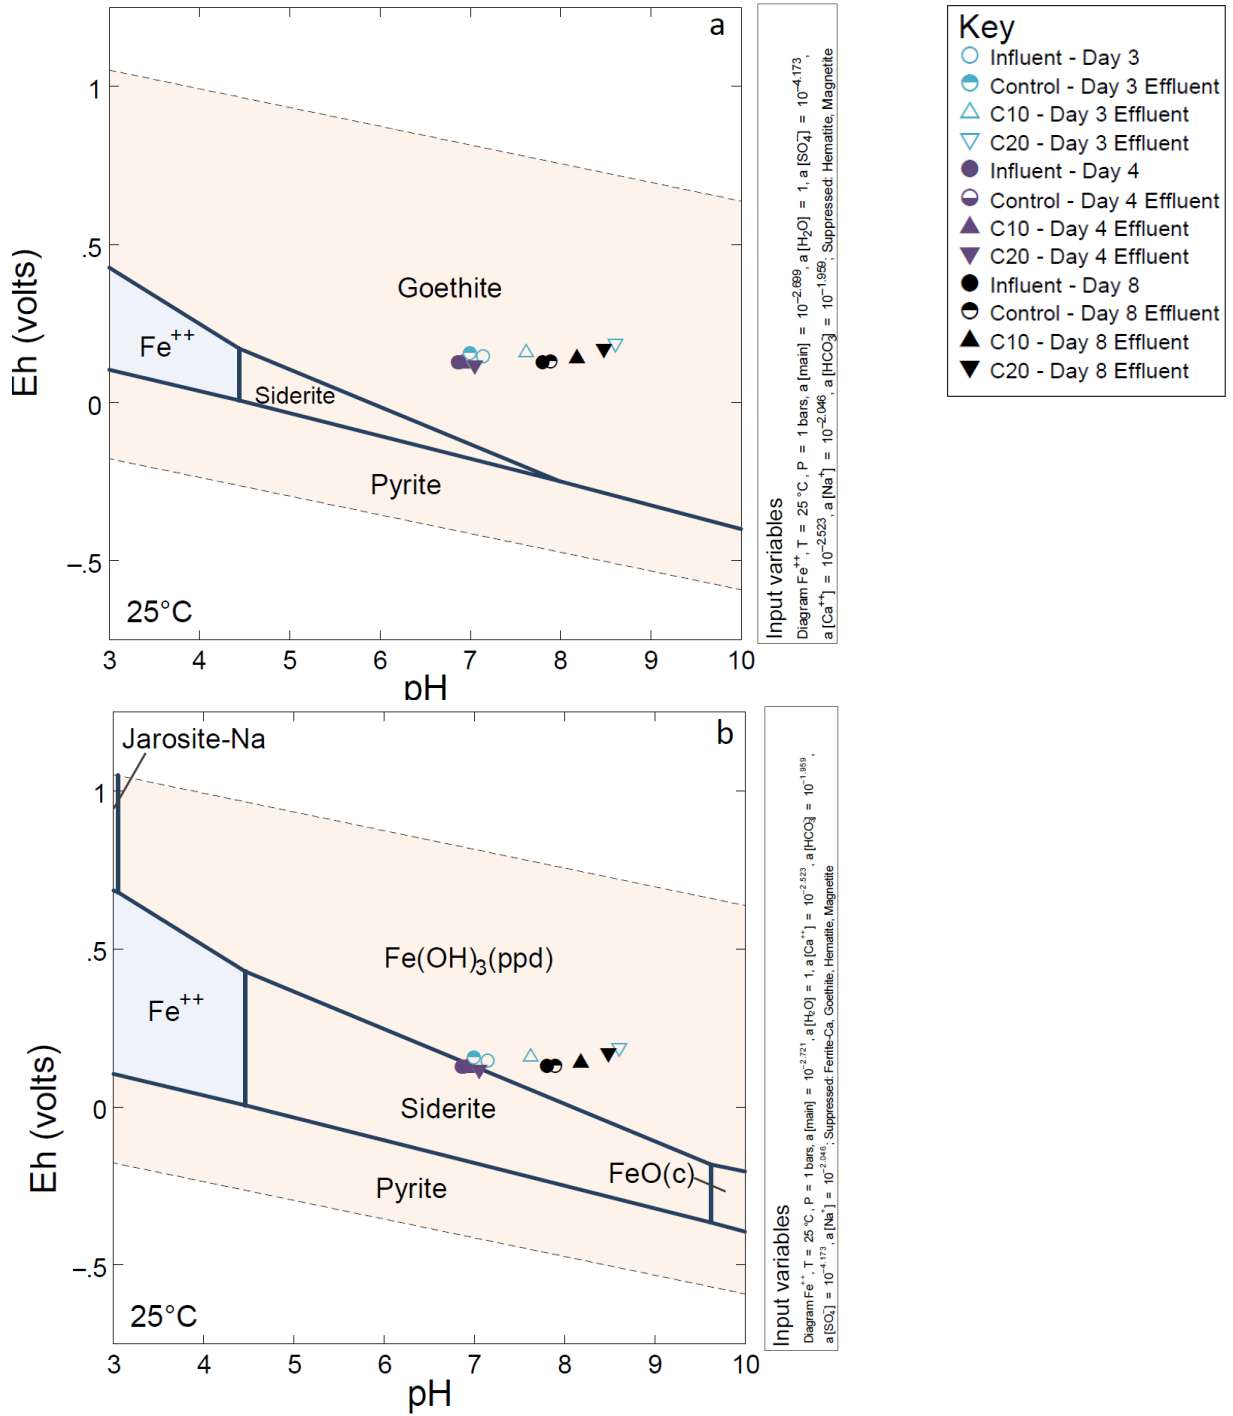 a
1
.5
0
–.5
Eh (volts)
Goethite
Fe++
Siderite
Pyrite
25°C
3 4 5 6 7 8 9 10
pH
Input variables
Diagram Fe++, T = 25 °C, P = 1 bars, a [main] = 10-2.699, a [H2O] = 1, a [SO4--] = 10-4.173,
a [Ca++] = 10-2.523, a [Na+] = 10-2.046, a [HCO3-] = 10-1.959; Suppressed: Hematite, Magnetite
Key
Influent - Day 3
Control - Day 3 Effluent
C10 - Day 3 Effluent
C20 - Day 3 Effluent
Influent - Day 4
Control - Day 4 Effluent
C10 - Day 4 Effluent
C20 - Day 4 Effluent
Influent - Day 8
Control - Day 8 Effluent
C10 - Day 8 Effluent
C20 - Day 8 Effluent
b
Jarosite-Na
1
.5
0
–.5
Eh (volts)
Fe(OH)3(ppd)
Fe++
Siderite
FeO(c)
Pyrite
25°C
3 4 5 6 7 8 9 10
pH
Input variables
Diagram Fe++, T = 25 °C, P = 1 bars, a [main] = 10-2.721, a [H2O] = 1, a [Ca++] = 10-2.523, a [HCO3-] = 10-1.959,
a [SO4--] = 10-4.173, a [Na+] = 10-2.046; Suppressed: Ferrite-Ca, Goethite, Hematite, Magnetite